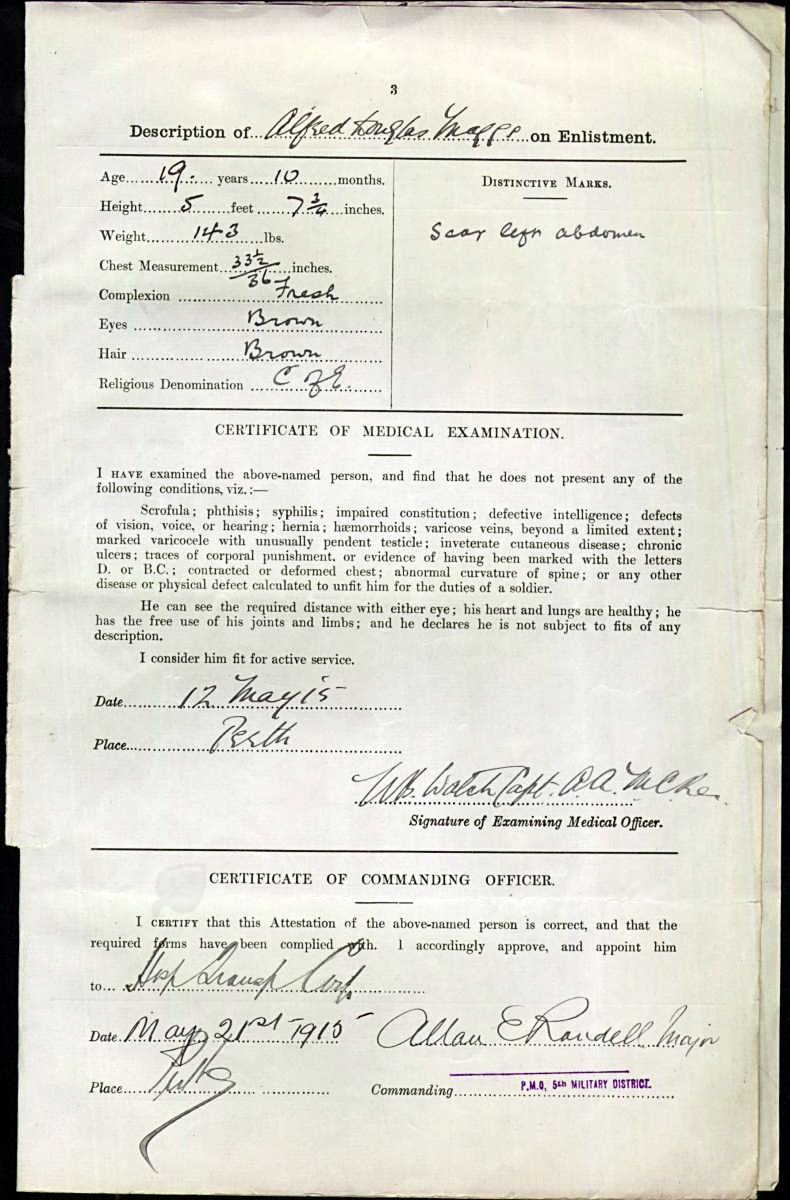 3
Description of Alfred Douglas Maggs on Enlistment.
Age 19 years 10 months.
Height 5 feet 7 3/4 inches.
Weight 143 lbs.
Chest Measurement 33 1/2 / 36 inches.
Complexion Fresh
Eyes Brown
Hair Brown
Religious Denomination C of E.
DISTINCTIVE MARKS.
Scar left abdomen
CERTIFICATE OF MEDICAL EXAMINATION.
I HAVE examined the above-named person, and find that he does not present any of the
following conditions, viz.:—
Scrofula; phthisis; syphilis; impaired constitution; defective intelligence; defects
of vision, voice, or hearing; hernia; hæmorrhoids; varicose veins, beyond a limited extent;
marked varicocele with unusually pendent testicle; inveterate cutaneous disease; chronic
ulcers; traces of corporal punishment, or evidence of having been marked with the letters
D. or B.C.; contracted or deformed chest; abnormal curvature of spine; or any other
disease or physical defect calculated to unfit him for the duties of a soldier.
He can see the required distance with either eye; his heart and lungs are healthy; he
has the free use of his joints and limbs; and he declares he is not subject to fits of any
description.
I consider him fit for active service.
Date 12 May 15
Place Perth
Capt. A.A.M.C.
Signature of Examining Medical Officer.
CERTIFICATE OF COMMANDING OFFICER.
I CERTIFY that this Attestation of the above-named person is correct, and that the
required forms have been complied with. I accordingly approve, and appoint him
to Hosp Transp Corps
Date May 21st 1915 Allan E Randell Major
Place Perth
Commanding P.M.O, 5th MILITARY DISTRICT.